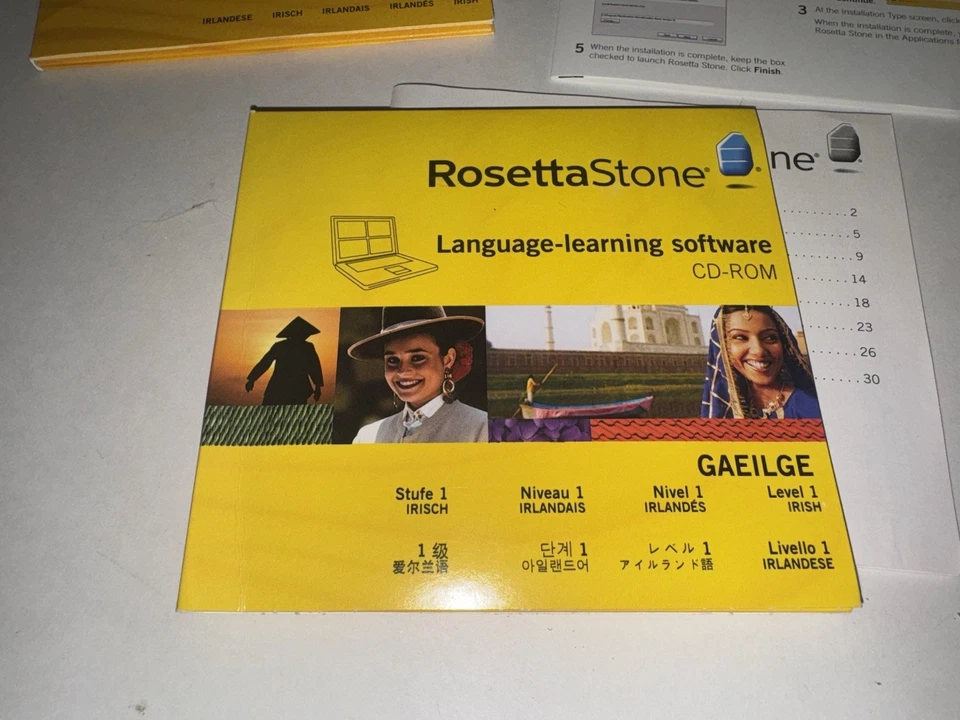 IRLANDESE IRISCH IRLANDAIS IRLANDÉS IRISH
5 When the installation is complete, keep the box
checked to launch Rosetta Stone. Click Finish.
3 At the Installation Type screen, click
When the installation is complete,
Rosetta Stone in the Applications
RosettaStone®
ne®
Language-learning software
CD-ROM
2
5
9
14
18
23
26
30
GAEILGE
Stufe 1 Niveau 1 Nivel 1 Level 1
IRISCH IRLANDAIS IRLANDÉS IRISH
1 级 단계 1 レベル 1 Livello 1
爱尔兰语 아일랜드어 アイルランド語 IRLANDESE